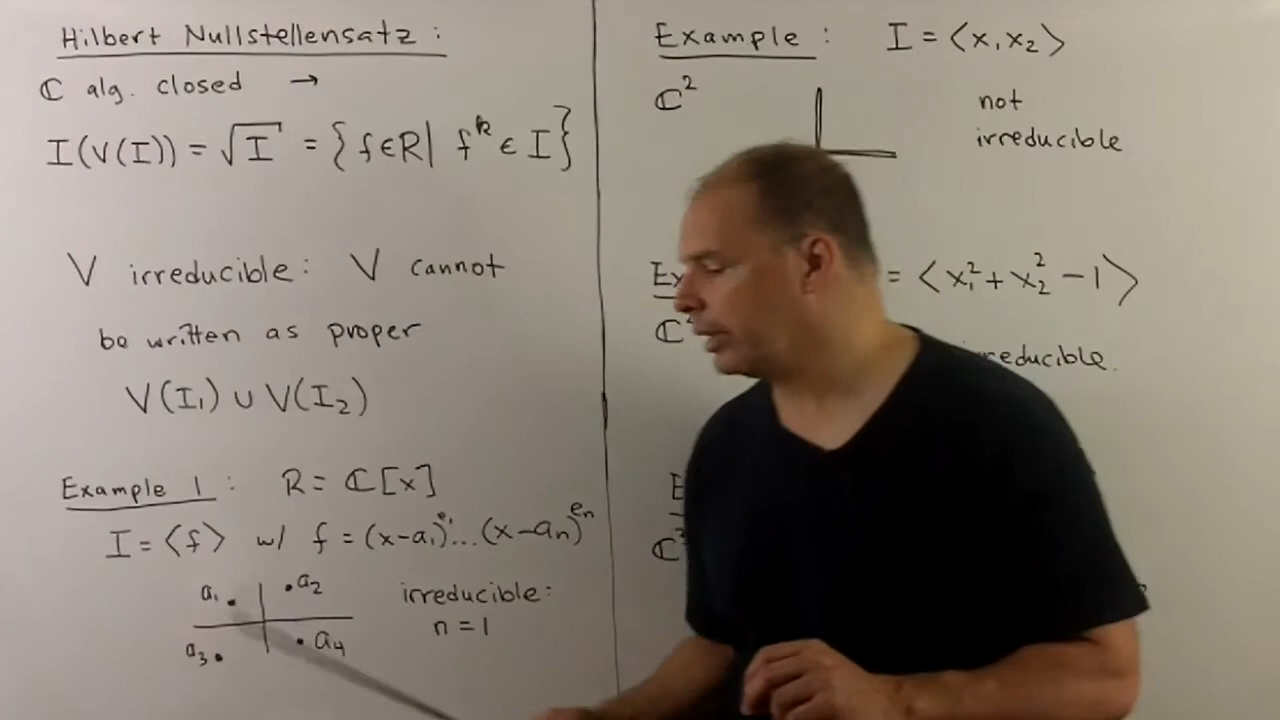 Hilbert Nullstellensatz :
ℂ alg. closed →
I(V(I)) = √I = {f∈R| f^k ∈ I}
V irreducible: V cannot
be written as proper
V(I₁) ∪ V(I₂)
Example 1 : R = ℂ[x]
I = ⟨f⟩ w/ f = (x-a₁)^e₁...(x-aₙ)^eₙ
a₁ a₂
a₃ a₄
irreducible:
n = 1
Example : I = ⟨x₁x₂⟩
ℂ²
not
irreducible
= ⟨x₁² + x₂² - 1⟩